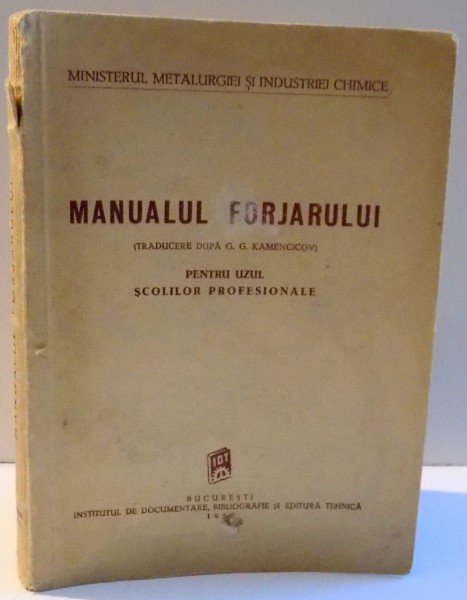 MINISTERUL METALURGIEI ȘI INDUSTRIEI CHIMICE
MANUALUL FORJARULUI
(TRADUCERE DUPĂ G. G. KAMENCICOV)
PENTRU UZUL
ȘCOLILOR PROFESIONALE
IDT
BUCUREȘTI
INSTITUTUL DE DOCUMENTARE, BIBLIOGRAFIE ȘI EDITURĂ TEHNICĂ